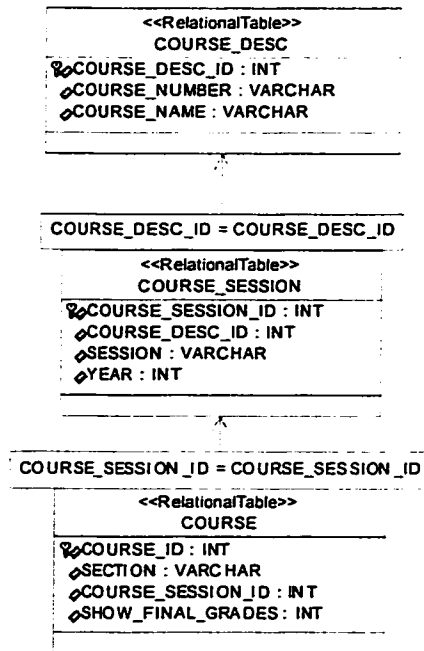 <<RelationalTable>>
COURSE_DESC
COURSE_DESC_ID : INT
COURSE_NUMBER : VARCHAR
COURSE_NAME : VARCHAR
COURSE_DESC_ID = COURSE_DESC_ID
<<RelationalTable>>
COURSE_SESSION
COURSE_SESSION_ID : INT
COURSE_DESC_ID : INT
SESSION : VARCHAR
YEAR : INT
COURSE_SESSION_ID = COURSE_SESSION_ID
<<RelationalTable>>
COURSE
COURSE_ID : INT
SECTION : VARCHAR
COURSE_SESSION_ID : INT
SHOW_FINAL_GRADES : INT